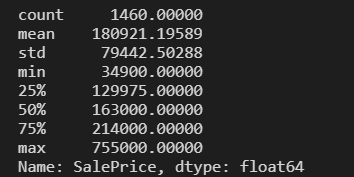 count 1460.00000
mean 180921.19589
std 79442.50288
min 34900.00000
25% 129975.00000
50% 163000.00000
75% 214000.00000
max 755000.00000
Name: SalePrice, dtype: float64